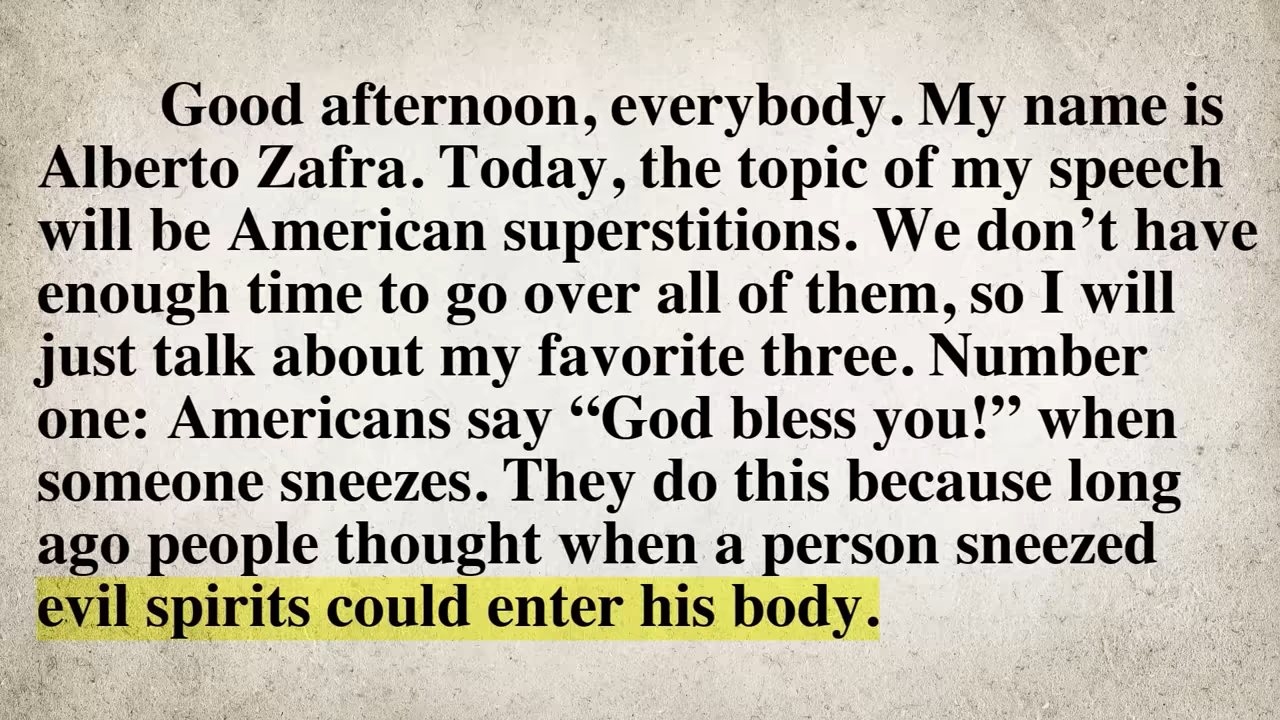 Good afternoon, everybody. My name is
Alberto Zafra. Today, the topic of my speech
will be American superstitions. We don’t have
enough time to go over all of them, so I will
just talk about my favorite three. Number
one: Americans say “God bless you!” when
someone sneezes. They do this because long
ago people thought when a person sneezed
evil spirits could enter his body.